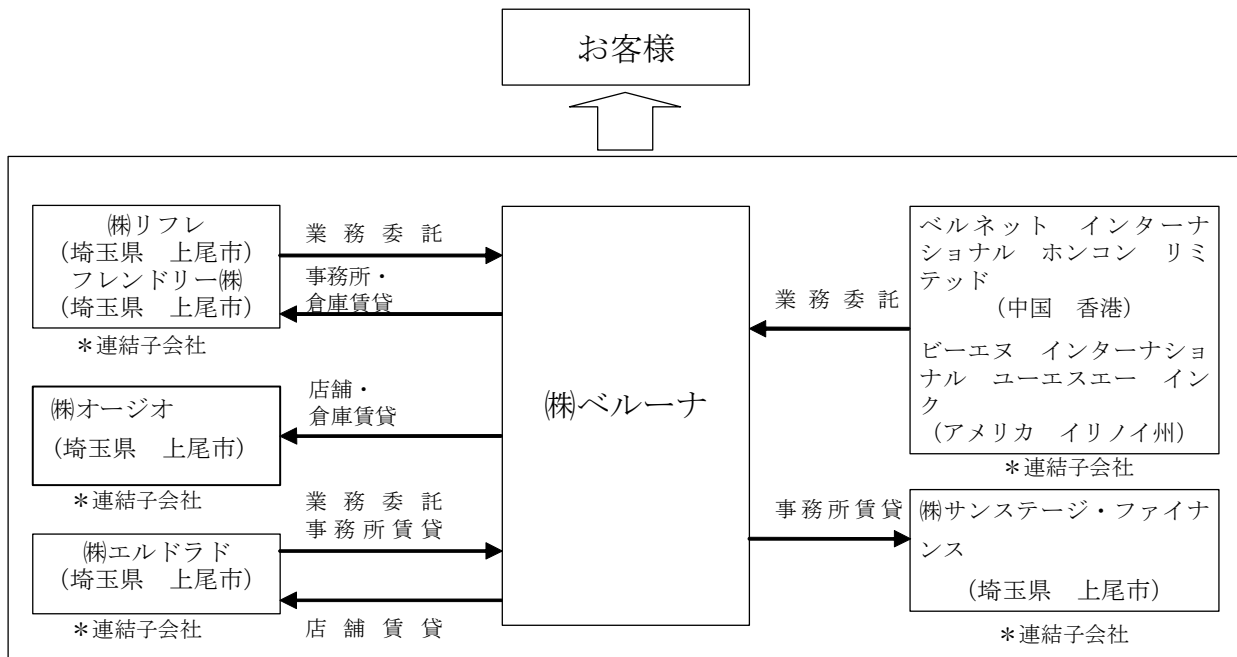 お客様
㈱リフレ
(埼玉県　上尾市)
フレンドリー㈱
(埼玉県　上尾市)
＊連結子会社
業務委託
事務所・
倉庫賃貸
㈱オージオ
(埼玉県　上尾市)
＊連結子会社
店舗・
倉庫賃貸
㈱エルドラド
(埼玉県　上尾市)
＊連結子会社
業務委託
事務所賃貸
店舗賃貸
㈱ベルーナ
業務委託
ベルネット　インターナ
ショナル　ホンコン　リミ
テッド
(中国　香港)
ビーエヌ　インターナショ
ナル　ユーエスエー　イン
ク
(アメリカ　イリノイ州)
＊連結子会社
事務所賃貸
㈱サンステージ・ファイナ
ンス
(埼玉県　上尾市)
＊連結子会社